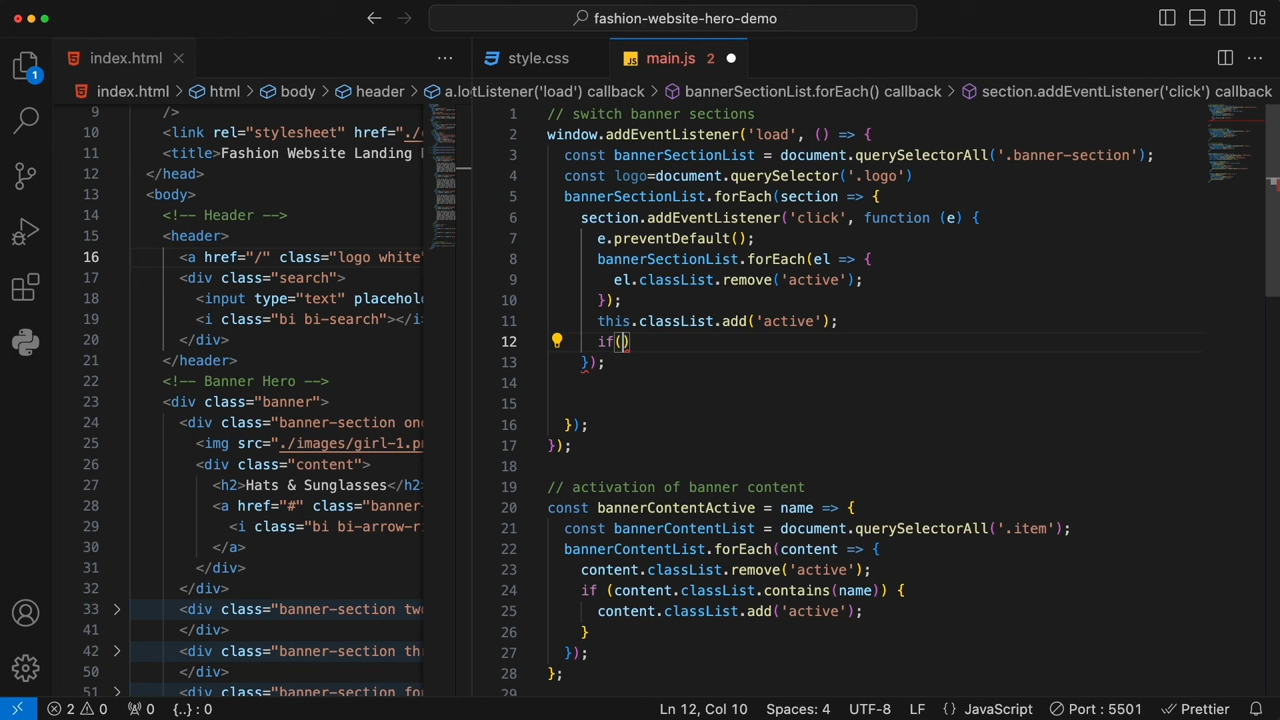 fashion-website-hero-demo
index.html
style.css
JS main.js 2
index.html > html > body > header > a.lo
tListener('load') callback > bannerSectionList.forEach() callback > section.addEventListener('click') callback
1
9 />
10 <link rel="stylesheet" href="./
11 <title>Fashion Website Landing
12 </head>
13 <body>
14 <!-- Header -->
15 <header>
16 <a href="/" class="logo white"
17 <div class="search">
18 <input type="text" placehol
19 <i class="bi bi-search"></i>
20 </div>
21 </header>
22 <!-- Banner Hero -->
23 <div class="banner">
24 <div class="banner-section on
25 <img src="./images/girl-1.p
26 <div class="content">
27 <h2>Hats & Sunglasses</h2
28 <a href="#" class="banner-
29 <i class="bi bi-arrow-ri
30 </a>
31 </div>
32 </div>
33 <div class="banner-section tw
41 </div>
42 <div class="banner-section th
50 </div>
51 <div class="banner-section fo
1 // switch banner sections
2 window.addEventListener('load', () => {
3 const bannerSectionList = document.querySelectorAll('.banner-section');
4 const logo=document.querySelector('.logo')
5 bannerSectionList.forEach(section => {
6 section.addEventListener('click', function (e) {
7 e.preventDefault();
8 bannerSectionList.forEach(el => {
9 el.classList.remove('active');
10 });
11 this.classList.add('active');
12 if()
13 });
14
15
16 });
17 });
18
19 // activation of banner content
20 const bannerContentActive = name => {
21 const bannerContentList = document.querySelectorAll('.item');
22 bannerContentList.forEach(content => {
23 content.classList.remove('active');
24 if (content.classList.contains(name)) {
25 content.classList.add('active');
26 }
27 });
28 };
29
2 0 0 {..} : 0
Ln 12, Col 10 Spaces: 4 UTF-8 LF {} JavaScript Port : 5501 Prettier